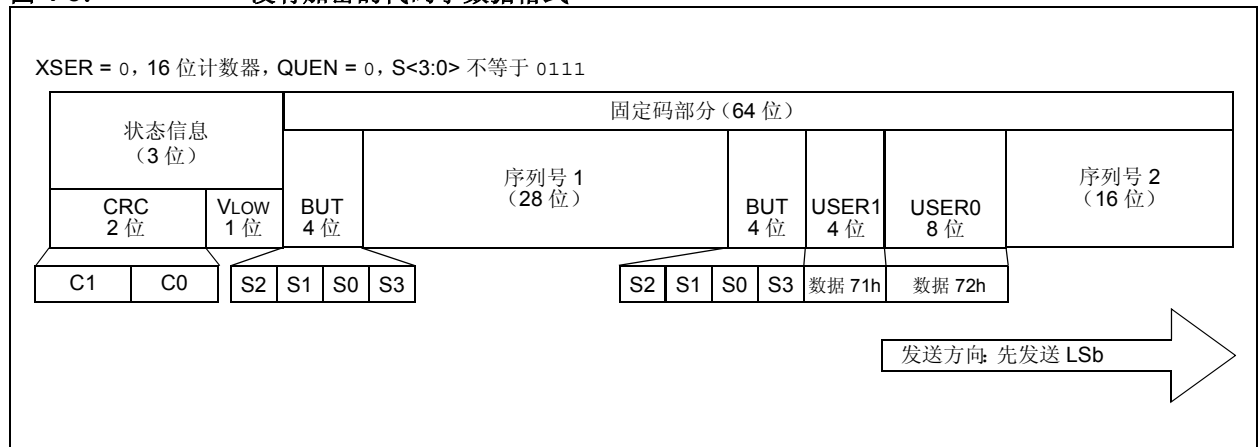 XSER = 0，16 位计数器，QUEN = 0，S<3:0> 不等于 0111
状态信息
（3 位）
固定码部分（64 位）
CRC
2 位
VLOW
1 位
BUT
4 位
序列号 1
（28 位）
BUT
4 位
USER1
4 位
USER0
8 位
序列号 2
（16 位）
C1 C0
S2 S1 S0 S3
S2 S1 S0 S3 数据 71h 数据 72h
发送方向: 先发送 LSb